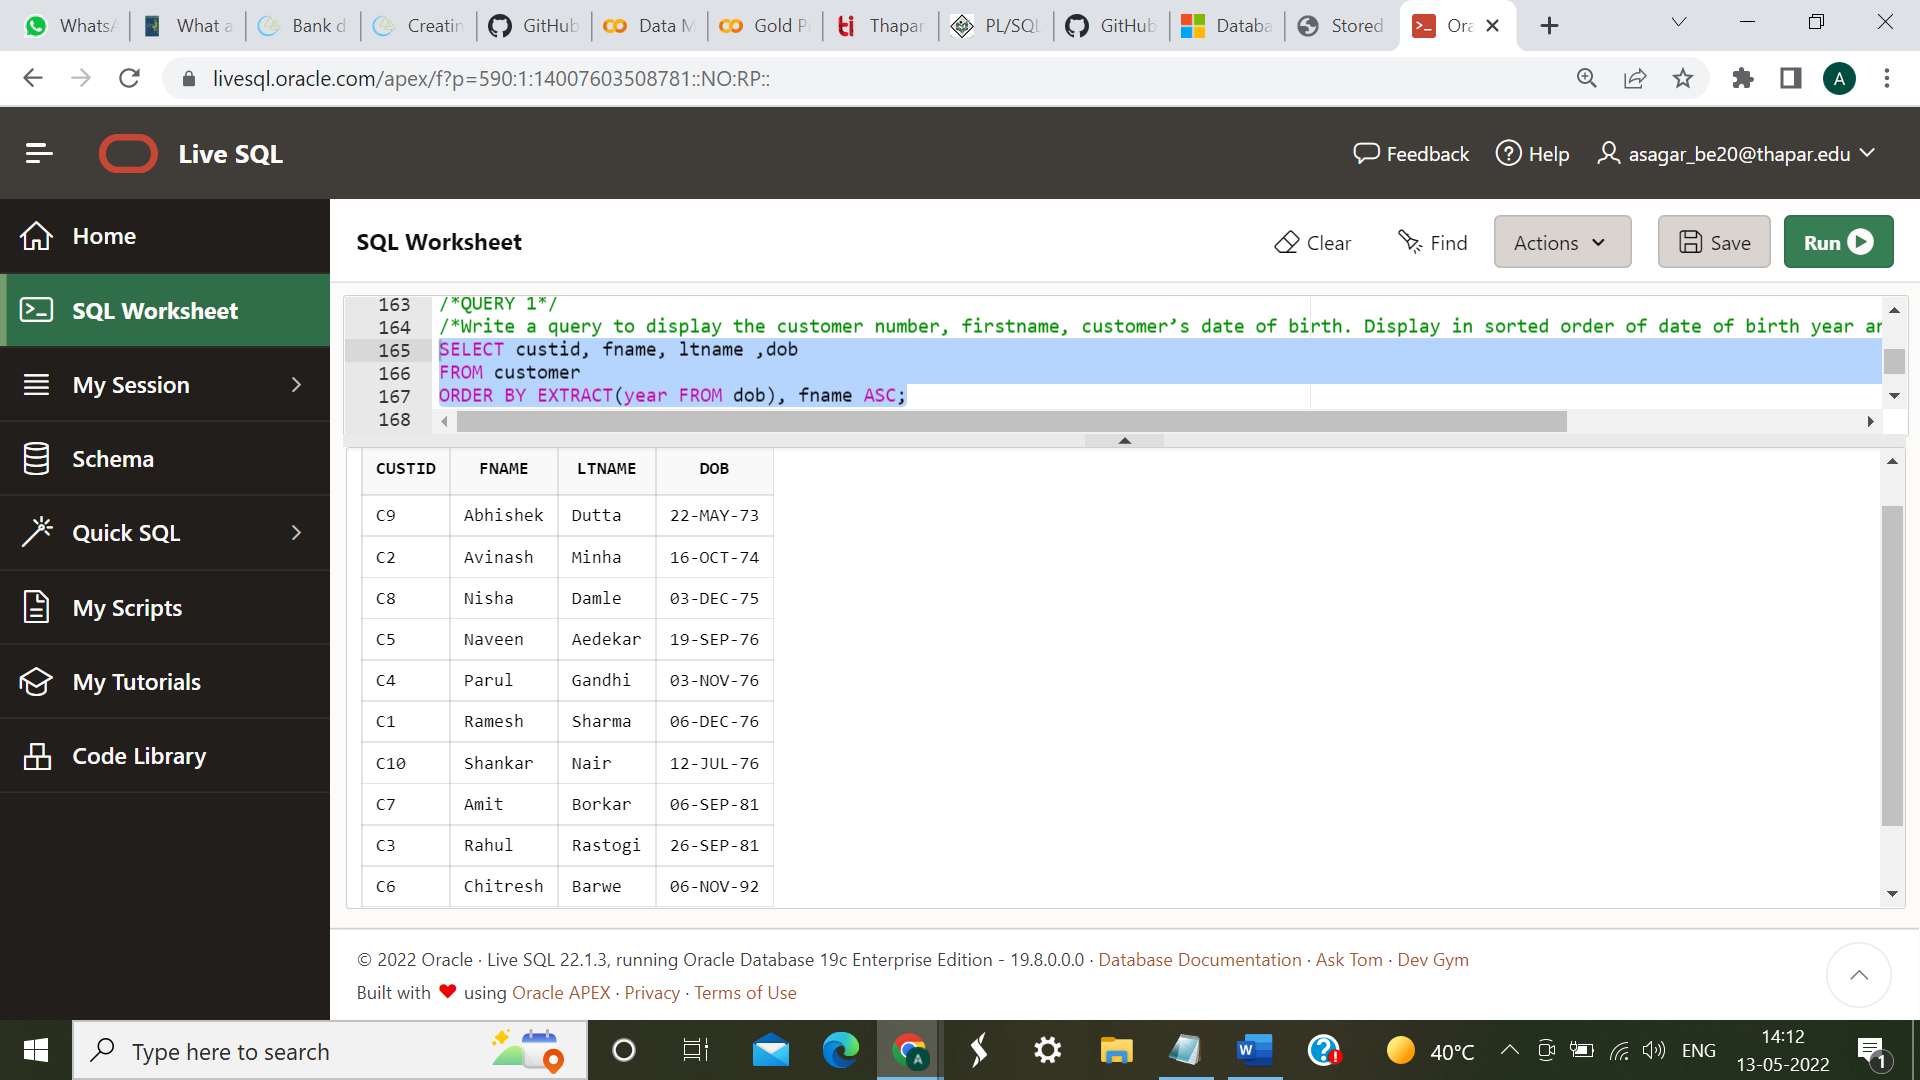 WhatsA
What a
Bank d
Creatin
GitHub
Data M
Gold P
Thapar
PL/SQL
GitHub
Databa
Stored
Ora
livesql.oracle.com/apex/f?p=590:1:14007603508781::NO:RP::
A
Live SQL
Feedback
Help
asagar_be20@thapar.edu
Home
SQL Worksheet
My Session
Schema
Quick SQL
My Scripts
My Tutorials
Code Library
SQL Worksheet
Clear
Find
Actions
Save
Run
163 /*QUERY 1*/
164 /*Write a query to display the customer number, firstname, customer’s date of birth. Display in sorted order of date of birth year an
165 SELECT custid, fname, ltname ,dob
166 FROM customer
167 ORDER BY EXTRACT(year FROM dob), fname ASC;
168
CUSTID FNAME LTNAME DOB
C9 Abhishek Dutta 22-MAY-73
C2 Avinash Minha 16-OCT-74
C8 Nisha Damle 03-DEC-75
C5 Naveen Aedekar 19-SEP-76
C4 Parul Gandhi 03-NOV-76
C1 Ramesh Sharma 06-DEC-76
C10 Shankar Nair 12-JUL-76
C7 Amit Borkar 06-SEP-81
C3 Rahul Rastogi 26-SEP-81
C6 Chitresh Barwe 06-NOV-92
© 2022 Oracle · Live SQL 22.1.3, running Oracle Database 19c Enterprise Edition - 19.8.0.0.0 · Database Documentation · Ask Tom · Dev Gym
Built with ❤ using Oracle APEX · Privacy · Terms of Use
Type here to search
40°C
ENG
14:12
13-05-2022
1